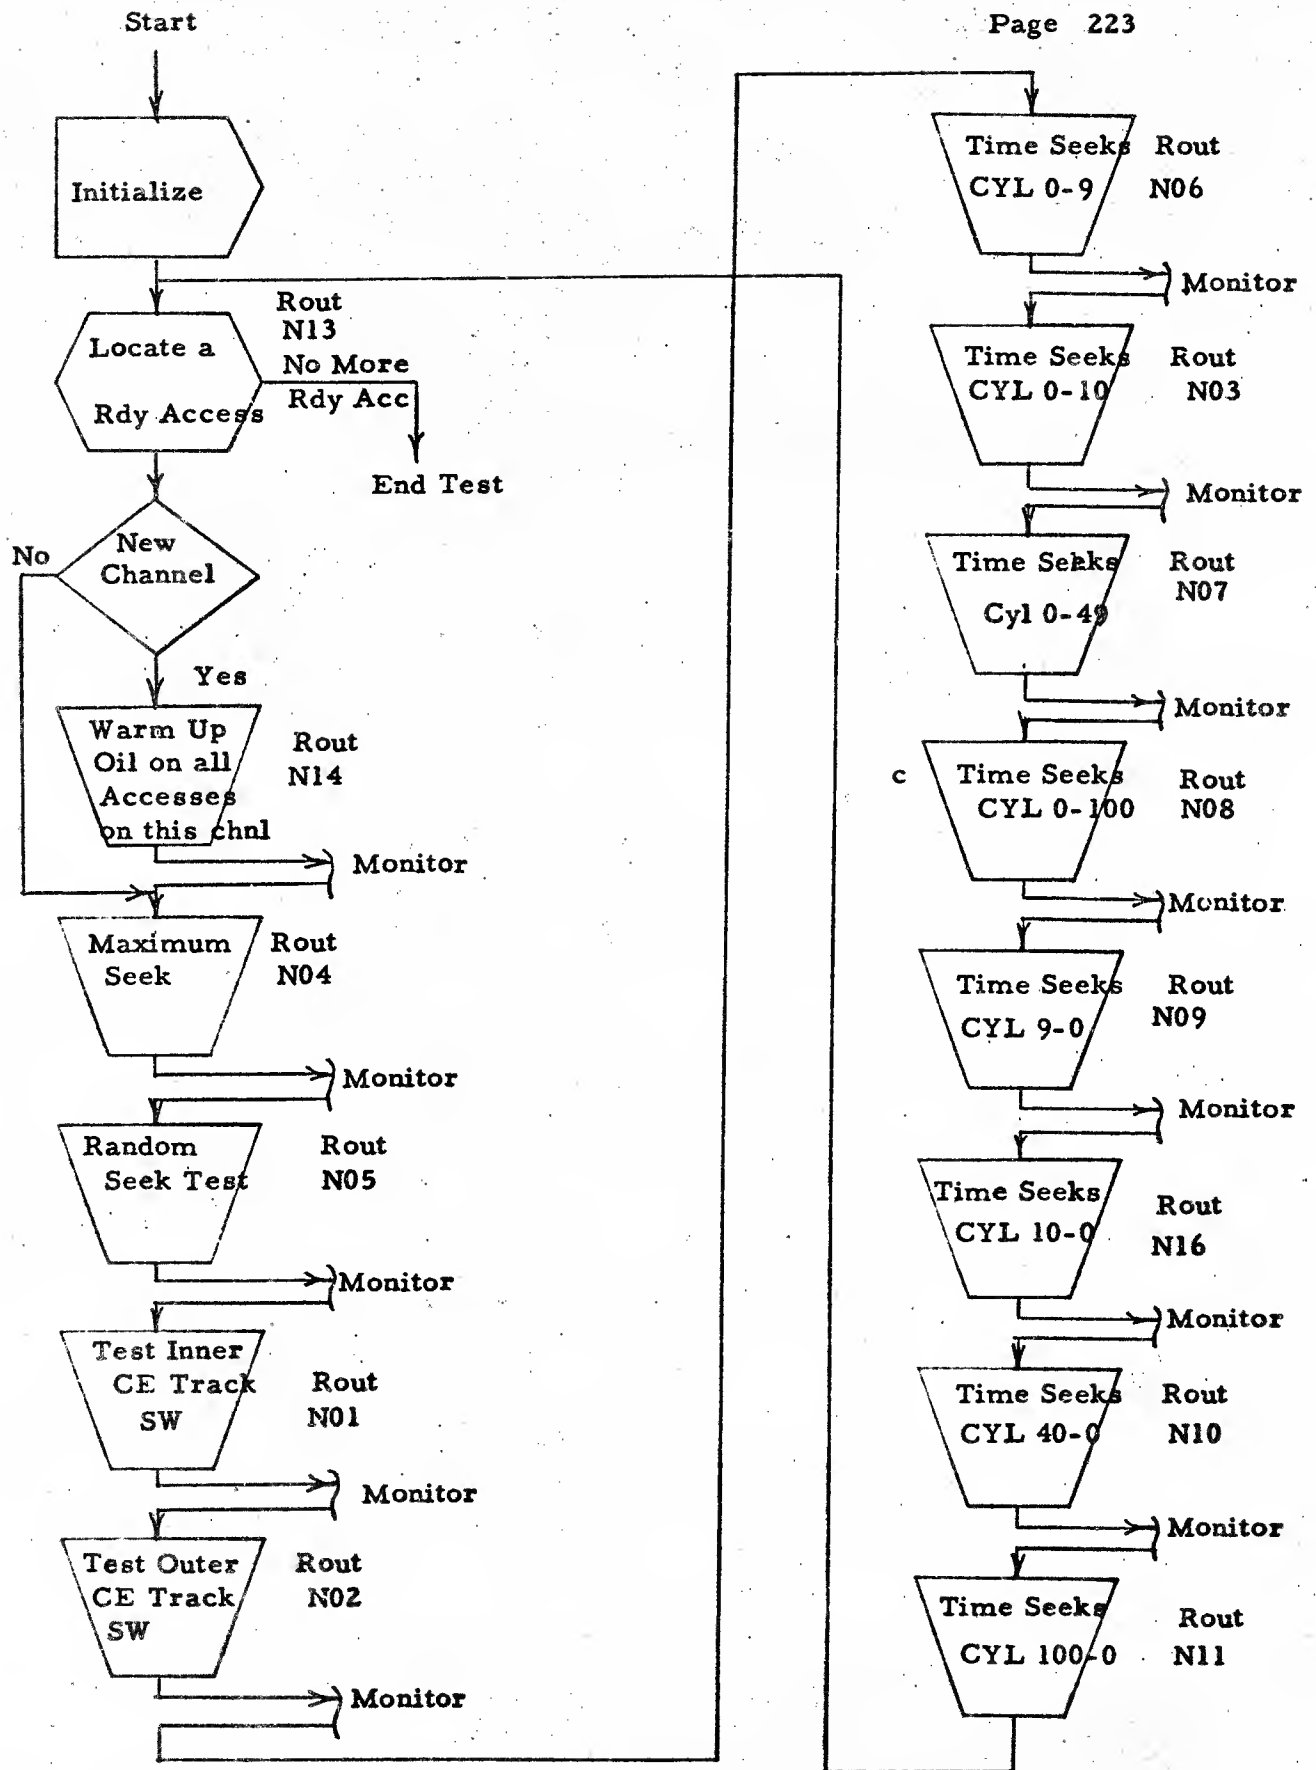 Page 223
Start
Initialize
Rout
N13
Locate a
Rdy Access
No More
Rdy Acc
End Test
New
Channel
No
Yes
Warm Up
Oil on all
Accesses
on this chnl
Rout
N14
Monitor
Maximum
Seek
Rout
N04
Monitor
Random
Seek Test
Rout
N05
Monitor
Test Inner
CE Track
SW
Rout
N01
Monitor
Test Outer
CE Track
SW
Rout
N02
Monitor
Time Seeks
CYL 0-9
Rout
N06
Monitor
Time Seeks
CYL 0-10
Rout
N03
Monitor
Time Seeks
Cyl 0-49
Rout
N07
Monitor
c
Time Seeks
CYL 0-100
Rout
N08
Monitor
Time Seeks
CYL 9-0
Rout
N09
Monitor
Time Seeks
CYL 10-0
Rout
N16
Monitor
Time Seeks
CYL 40-0
Rout
N10
Monitor
Time Seeks
CYL 100-0
Rout
N11